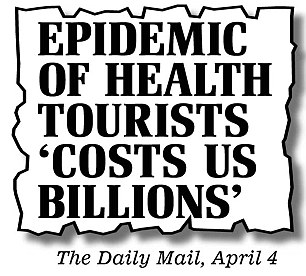 EPIDEMIC
OF HEALTH
TOURISTS
‘COSTS US
BILLIONS’
The Daily Mail, April 4